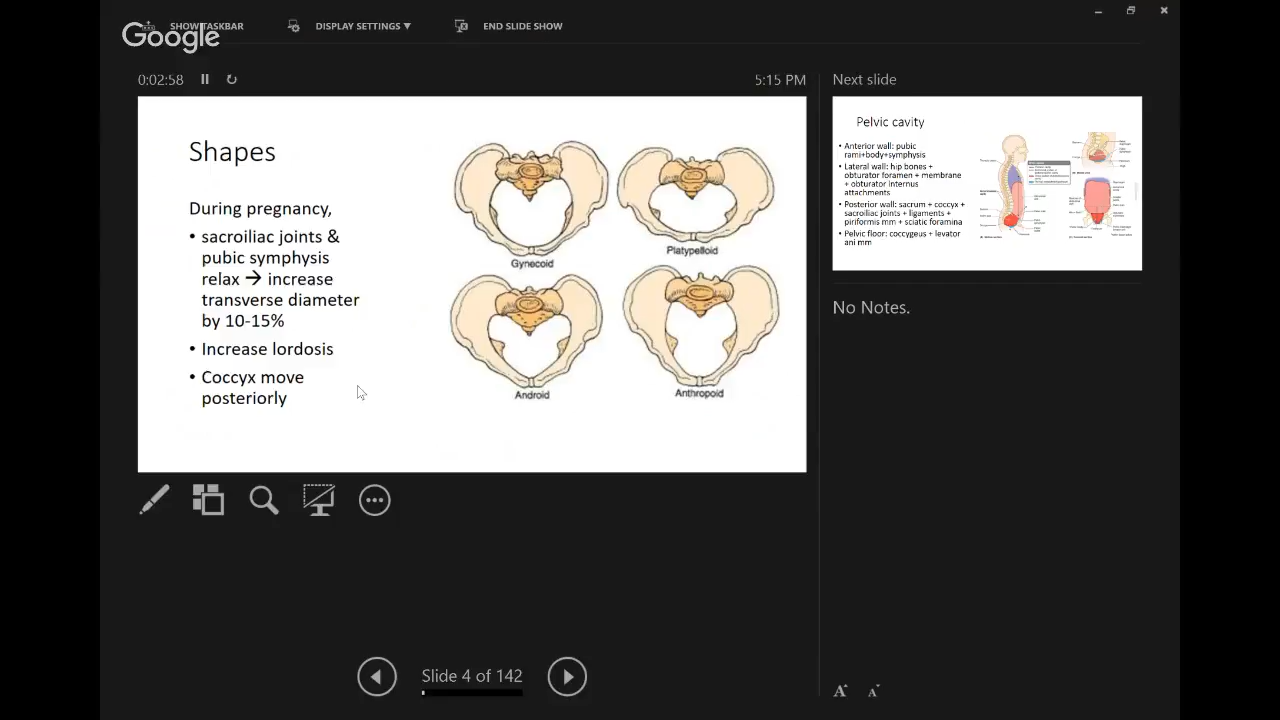 SHOW TASKBAR
DISPLAY SETTINGS ▼
END SLIDE SHOW
Google
0:02:58
5:15 PM
Shapes
During pregnancy,
• sacroiliac joints &
pubic symphysis
relax → increase
transverse diameter
by 10-15%
• Increase lordosis
• Coccyx move
posteriorly
Gynecoid
Platypelloid
Android
Anthropoid
Next slide
Pelvic cavity
• Anterior wall: pubic
rami+body+symphysis
• Lateral wall: hip bones +
obturator foramen + membrane
+ obturator internus
attachments
• Posterior wall: sacrum + coccyx +
sacroiliac joints + ligaments +
piriformis mm + sciatic foramina
• Pelvic floor: coccygeus + levator
ani mm
No Notes.
Slide 4 of 142
A A